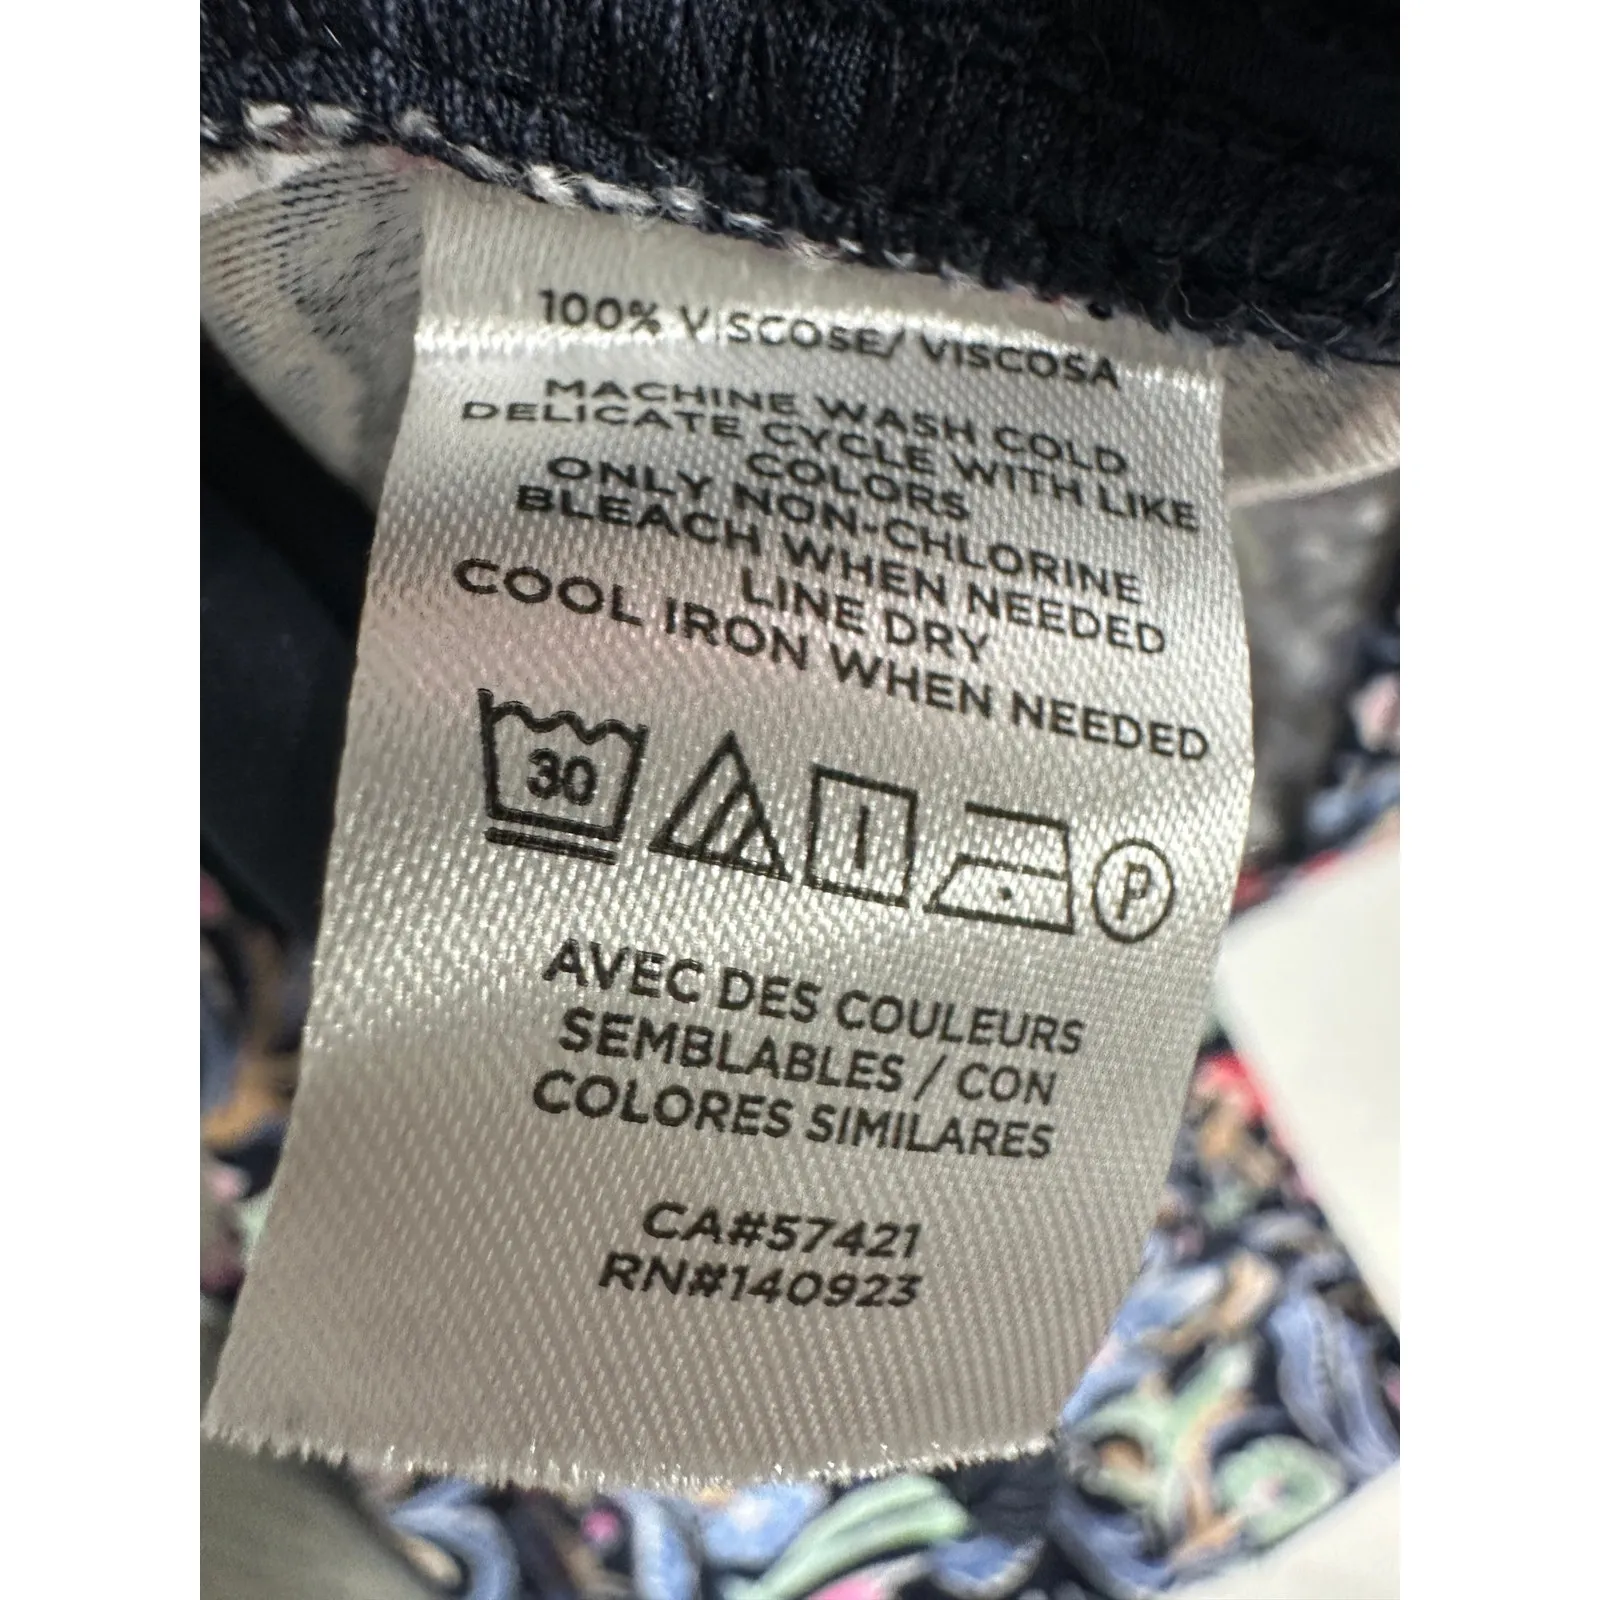 100% VISCOSE/ VISCOSA
MACHINE WASH COLD
DELICATE CYCLE WITH LIKE
COLORS
ONLY NON-CHLORINE
BLEACH WHEN NEEDED
LINE DRY
COOL IRON WHEN NEEDED
30
P
AVEC DES COULEURS
SEMBLABLES / CON
COLORES SIMILARES
CA#57421
RN#140923